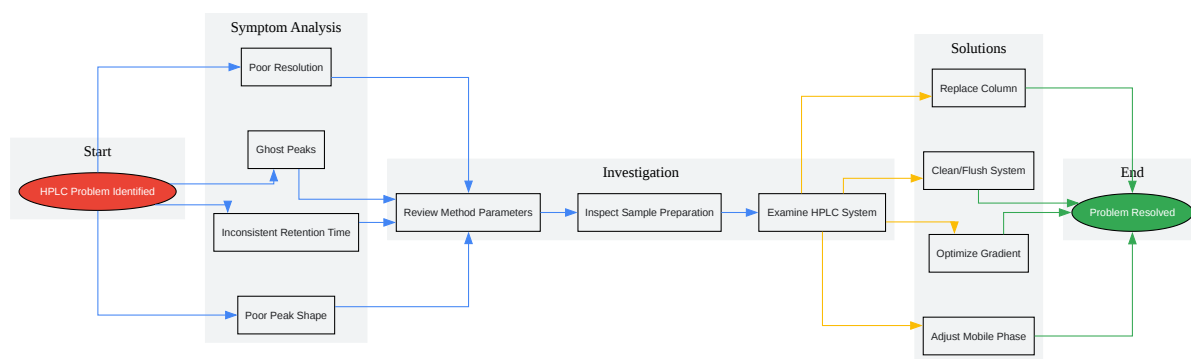 Start
HPLC Problem Identified
Symptom Analysis
Poor Resolution
Ghost Peaks
Inconsistent Retention Time
Poor Peak Shape
Investigation
Review Method Parameters
Inspect Sample Preparation
Examine HPLC System
Solutions
Replace Column
Clean/Flush System
Optimize Gradient
Adjust Mobile Phase
End
Problem Resolved